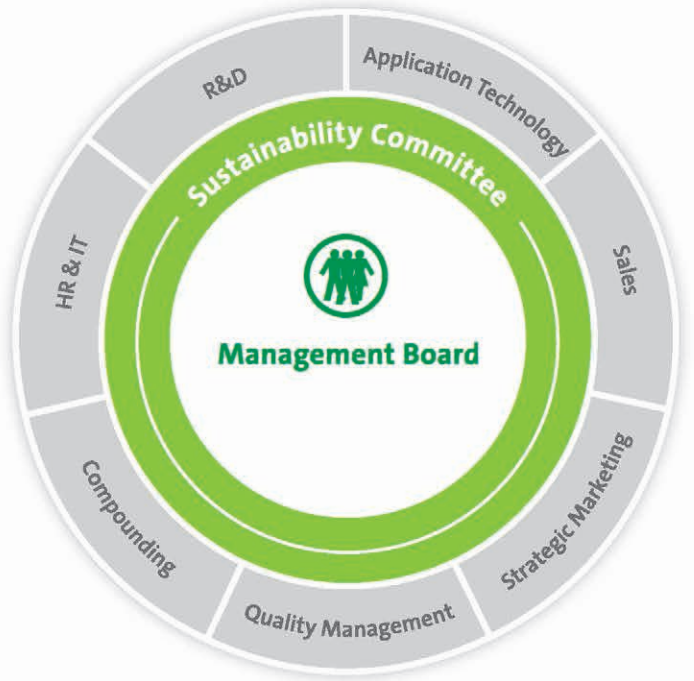 R&D
Application Technology
Sales
Strategic Marketing
Quality Management
Compounding
HR & IT
Sustainability Committee
Management Board